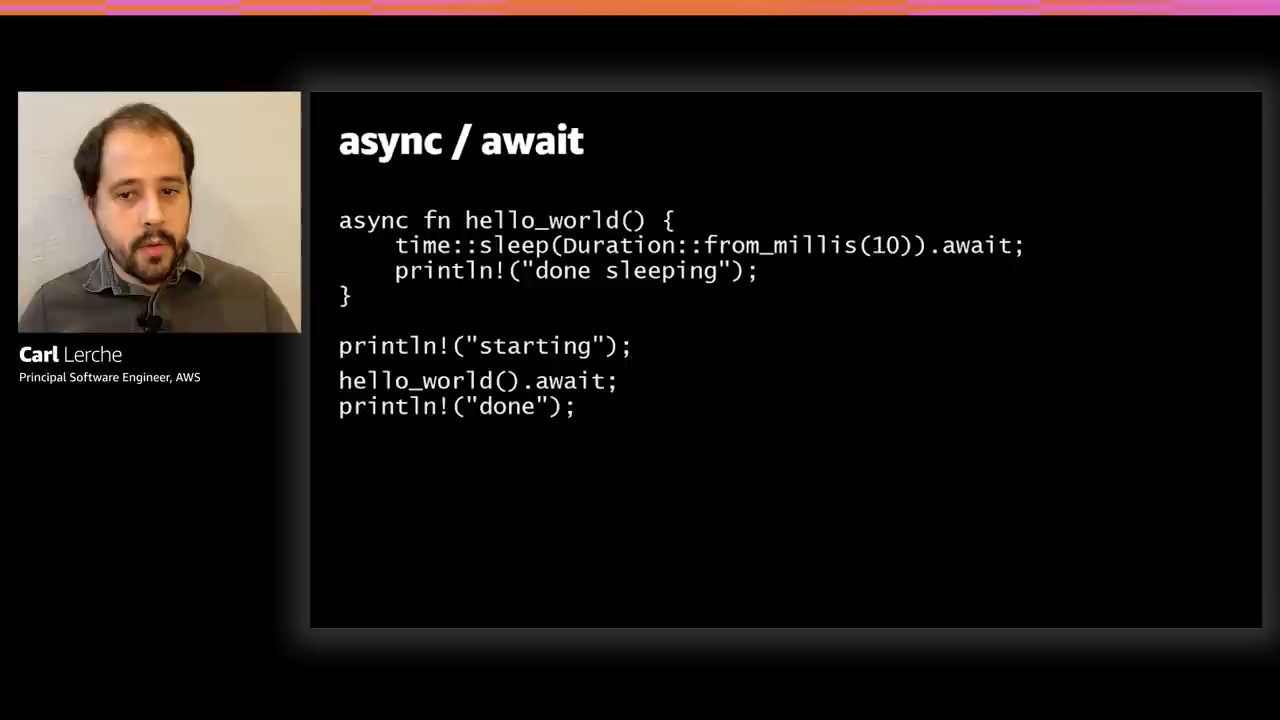 async / await
async fn hello_world() {
    time::sleep(Duration::from_millis(10)).await;
    println!("done sleeping");
}
println!("starting");
hello_world().await;
println!("done");
Carl Lerche
Principal Software Engineer, AWS